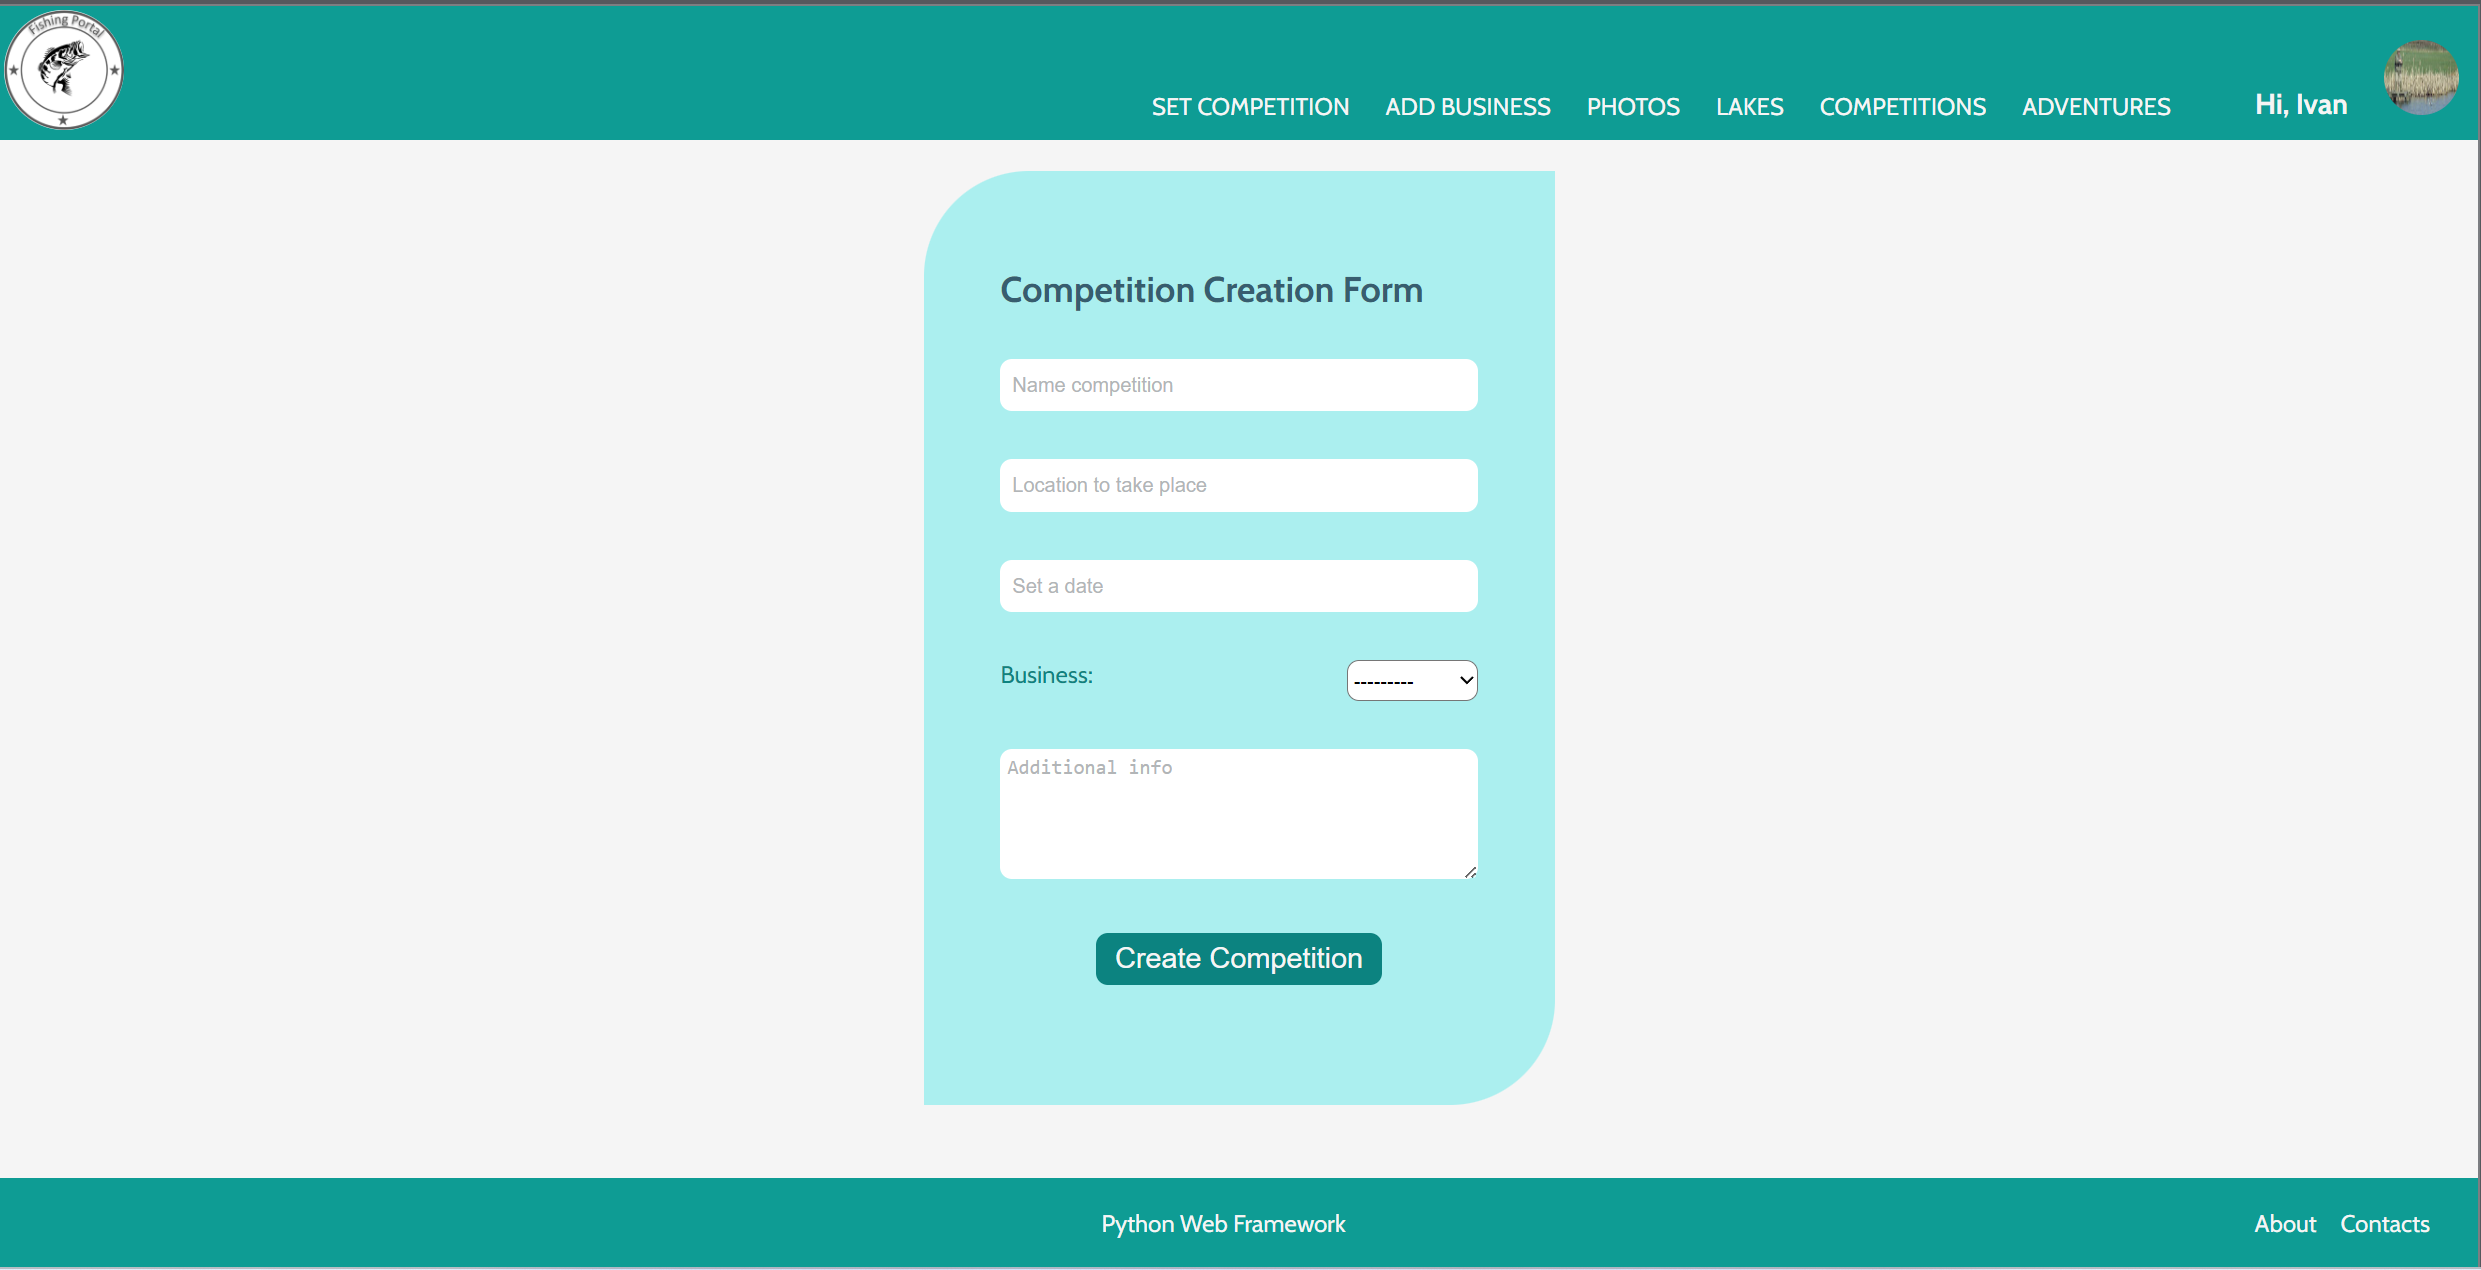 Fishing Portal
SET COMPETITION ADD BUSINESS PHOTOS LAKES COMPETITIONS ADVENTURES Hi, Ivan
Competition Creation Form
Name competition
Location to take place
Set a date
Business: ---------
Additional info
Create Competition
Python Web Framework About Contacts